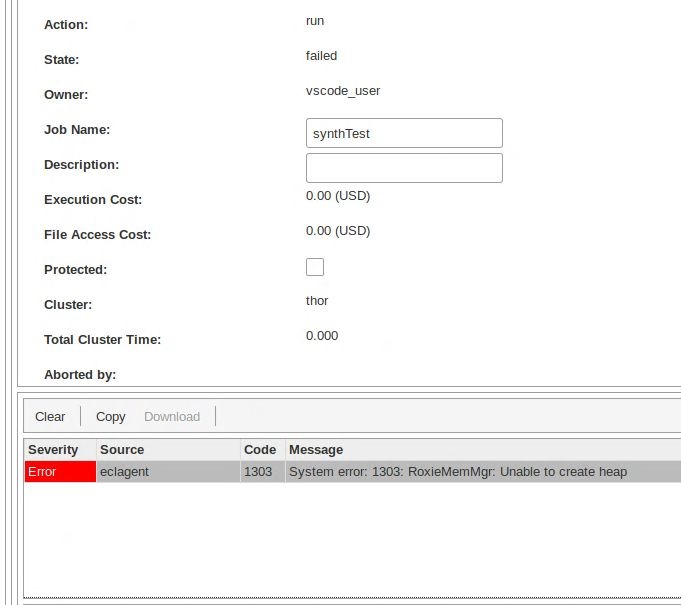 Action: run
State: failed
Owner: vscode_user
Job Name: synthTest
Description:
Execution Cost: 0.00 (USD)
File Access Cost: 0.00 (USD)
Protected:
Cluster: thor
Total Cluster Time: 0.000
Aborted by:
Clear Copy Download
Severity Source Code Message
Error eclagent 1303 System error: 1303: RoxieMemMgr: Unable to create heap